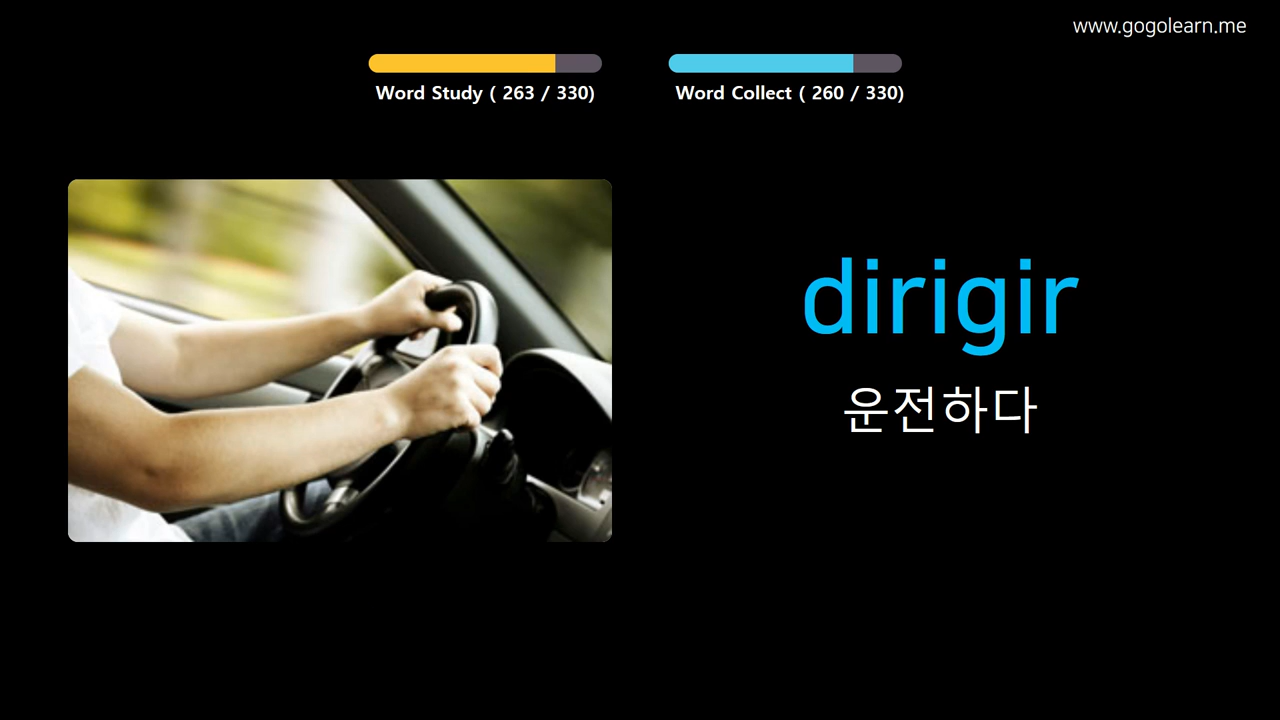 www.gogolearn.me
Word Study ( 263 / 330)
Word Collect ( 260 / 330)
dirigir
운전하다